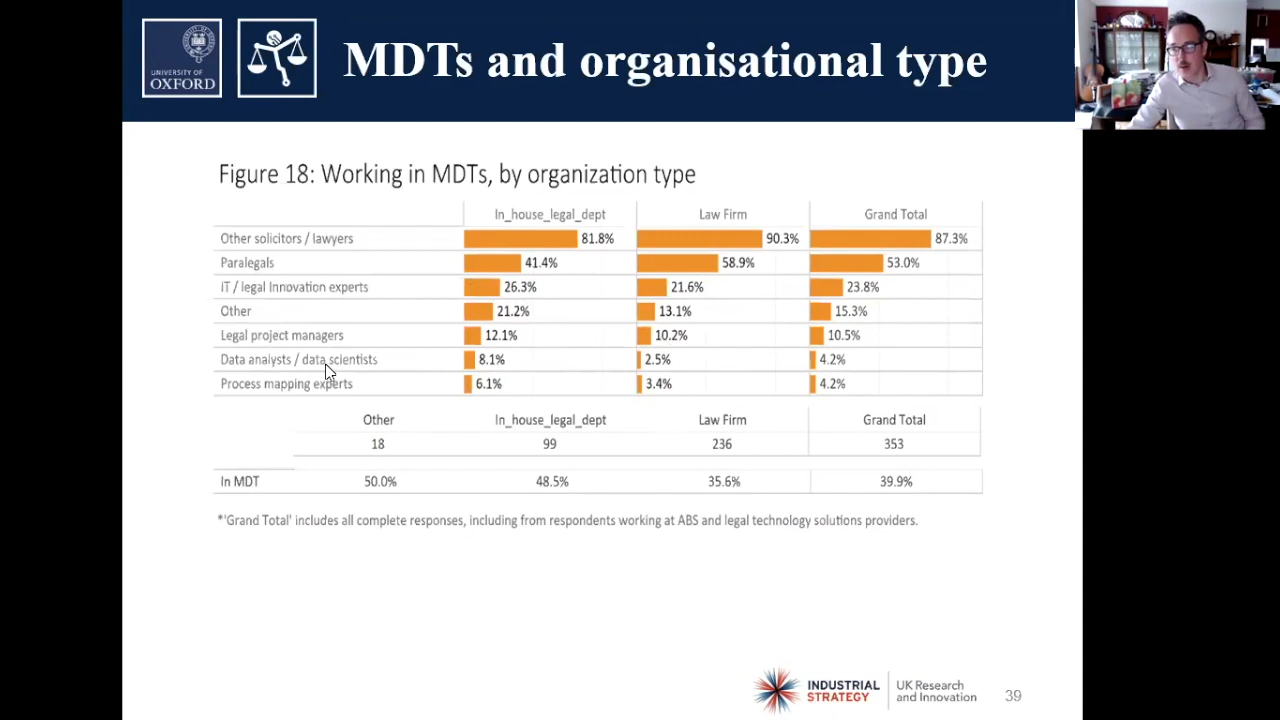 UNIVERSITY OF
OXFORD
MDTs and organisational type
Figure 18: Working in MDTs, by organization type
In_house_legal_dept Law Firm Grand Total
Other solicitors / lawyers 81.8% 90.3% 87.3%
Paralegals 41.4% 58.9% 53.0%
IT / legal Innovation experts 26.3% 21.6% 23.8%
Other 21.2% 13.1% 15.3%
Legal project managers 12.1% 10.2% 10.5%
Data analysts / data scientists 8.1% 2.5% 4.2%
Process mapping experts 6.1% 3.4% 4.2%
Other In_house_legal_dept Law Firm Grand Total
18 99 236 353
In MDT 50.0% 48.5% 35.6% 39.9%
*'Grand Total' includes all complete responses, including from respondents working at ABS and legal technology solutions providers.
INDUSTRIAL
STRATEGY
UK Research
and Innovation
39